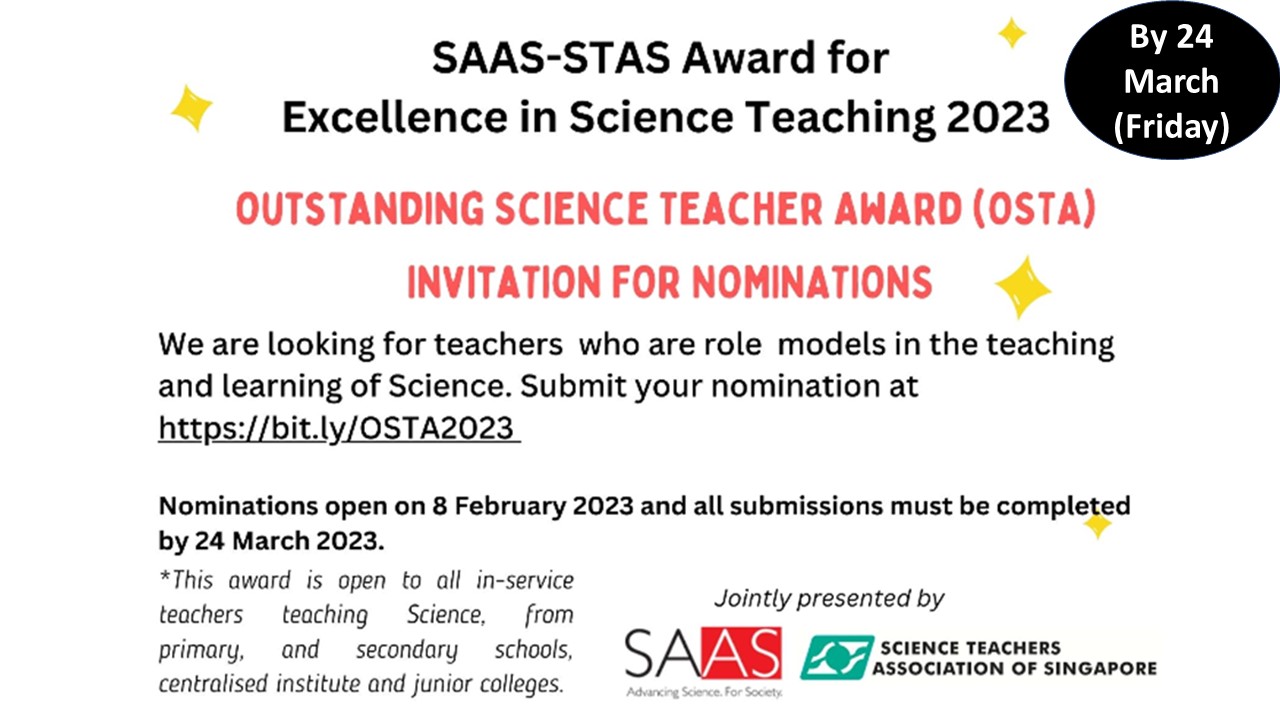 SAAS-STAS Award for
Excellence in Science Teaching 2023
By 24
March
(Friday)
OUTSTANDING SCIENCE TEACHER AWARD (OSTA)
INVITATION FOR NOMINATIONS
We are looking for teachers who are role models in the teaching
and learning of Science. Submit your nomination at
https://bit.ly/OSTA2023
Nominations open on 8 February 2023 and all submissions must be completed
by 24 March 2023.
*This award is open to all in-service
teachers teaching Science, from
primary, and secondary schools,
centralised institute and junior colleges.
Jointly presented by
SAAS
Advancing Science. For Society.
SCIENCE TEACHERS
ASSOCIATION OF SINGAPORE